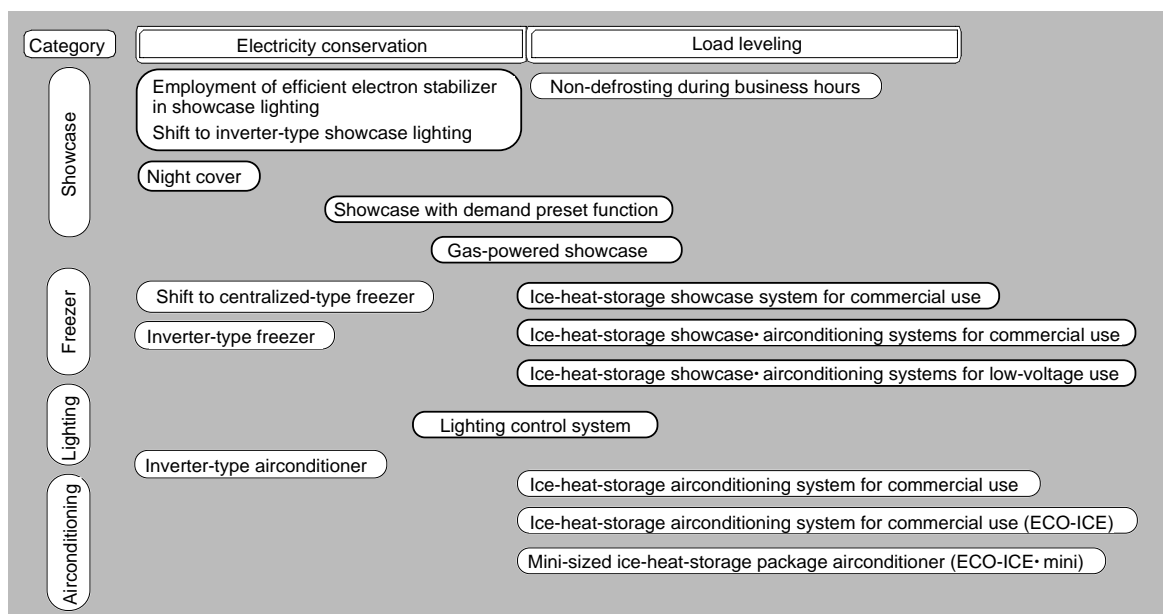 Category
Electricity conservation
Load leveling
Showcase
Employment of efficient electron stabilizer
in showcase lighting
Shift to inverter-type showcase lighting
Non-defrosting during business hours
Night cover
Showcase with demand preset function
Gas-powered showcase
Freezer
Shift to centralized-type freezer
Ice-heat-storage showcase system for commercial use
Inverter-type freezer
Ice-heat-storage showcase・airconditioning systems for commercial use
Ice-heat-storage showcase・airconditioning systems for low-voltage use
Lighting
Lighting control system
Airconditioning
Inverter-type airconditioner
Ice-heat-storage airconditioning system for commercial use
Ice-heat-storage airconditioning system for commercial use (ECO-ICE)
Mini-sized ice-heat-storage package airconditioner (ECO-ICE・mini)